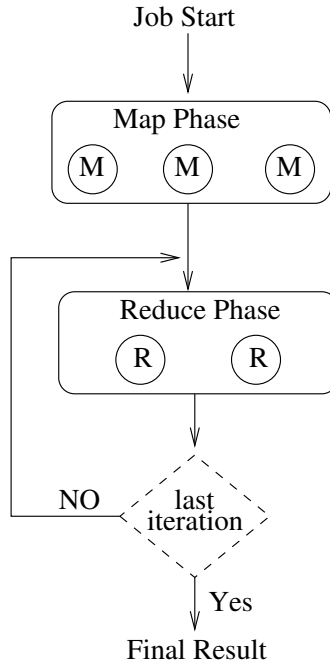 Job Start
Map Phase
M M M
Reduce Phase
R R
last
iteration
NO
Yes
Final Result